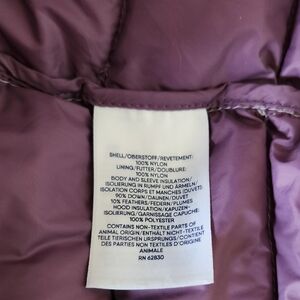 SHELL/OBERSTOFF/REVETEMENT:
100% NYLON
LINING/FUTTER/DOUBLURE:
100% NYLON
BODY AND SLEEVE INSULATION/
ISOLIERUNG IN RUMPF UND ÄRMELN/
ISOLATION CORPS ET MANCHES (DUVET):
90% DOWN/DAUNEN/DUVET
10% FEATHERS/FEDERN/PLUMES
HOOD INSULATION/KAPUZEN-
ISOLIERUNG/GARNISSAGE CAPUCHE:
100% POLYESTER
CONTAINS NON-TEXTILE PARTS OF
ANIMAL ORIGIN/ENTHÄLT NICHT-TEXTILE
TEILE TIERISCHEN URSPRUNGS/CONTIENT
DES PARTIES NON TEXTILES D'ORIGINE
ANIMALE
RN 62830